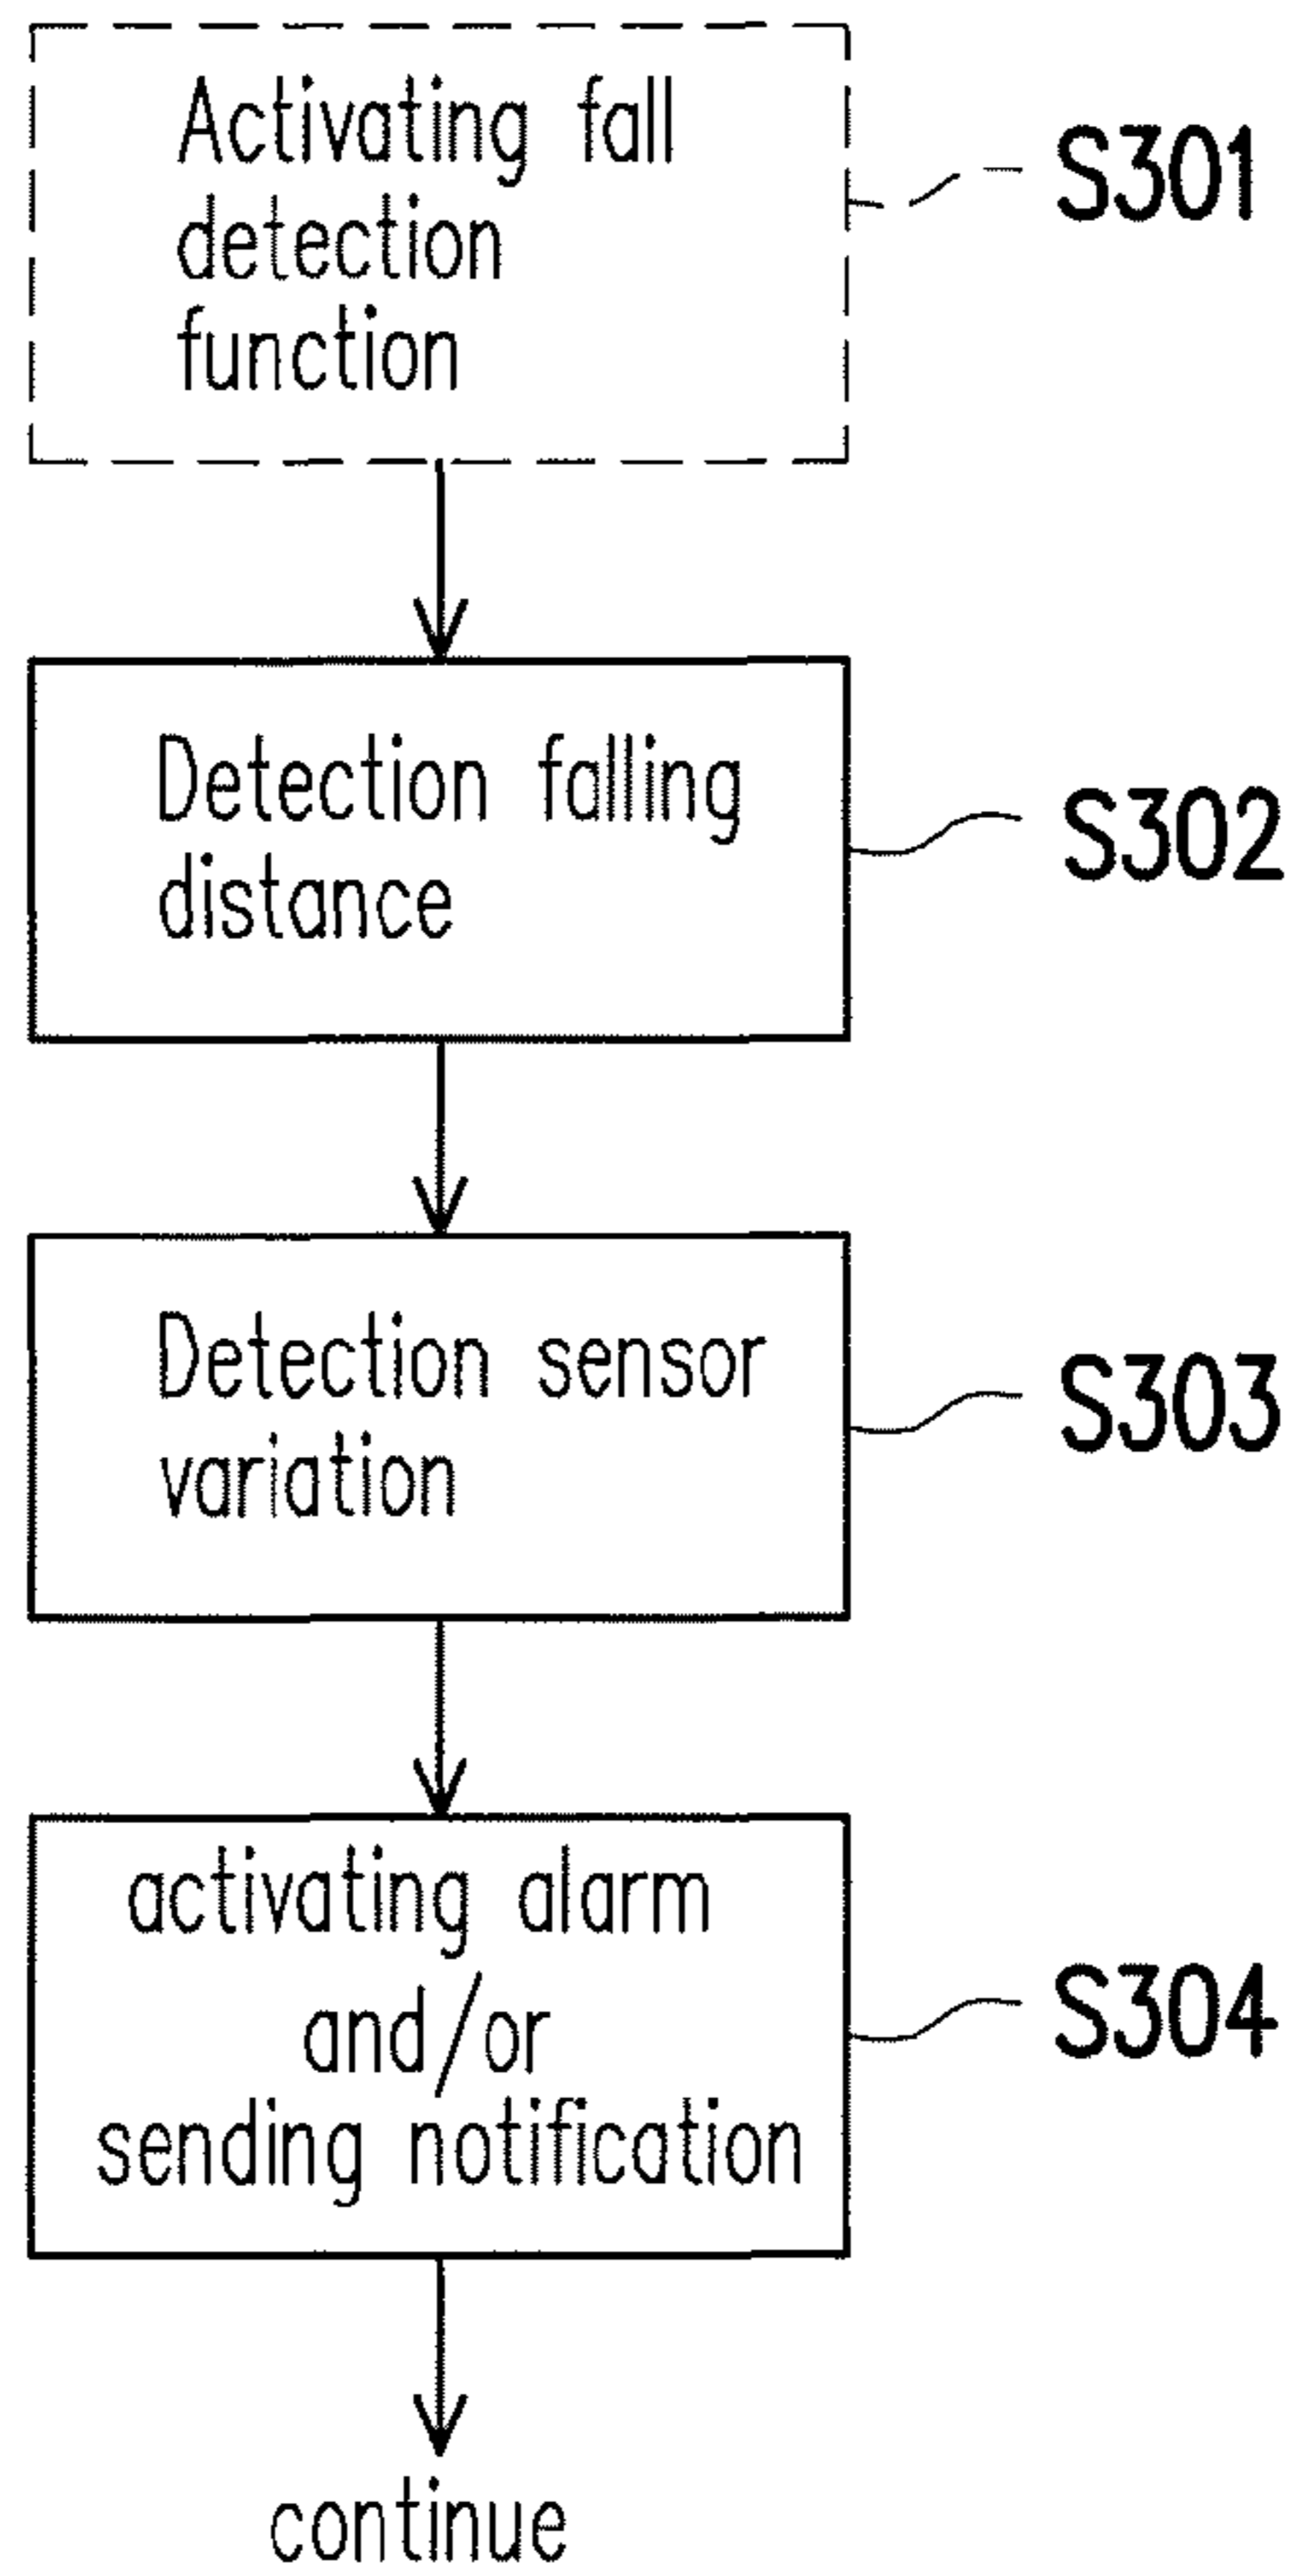 Activating fall
detection
function
S301
Detection falling
distance
S302
Detection sensor
variation
S303
activating alarm
and/or
sending notification
S304
continue